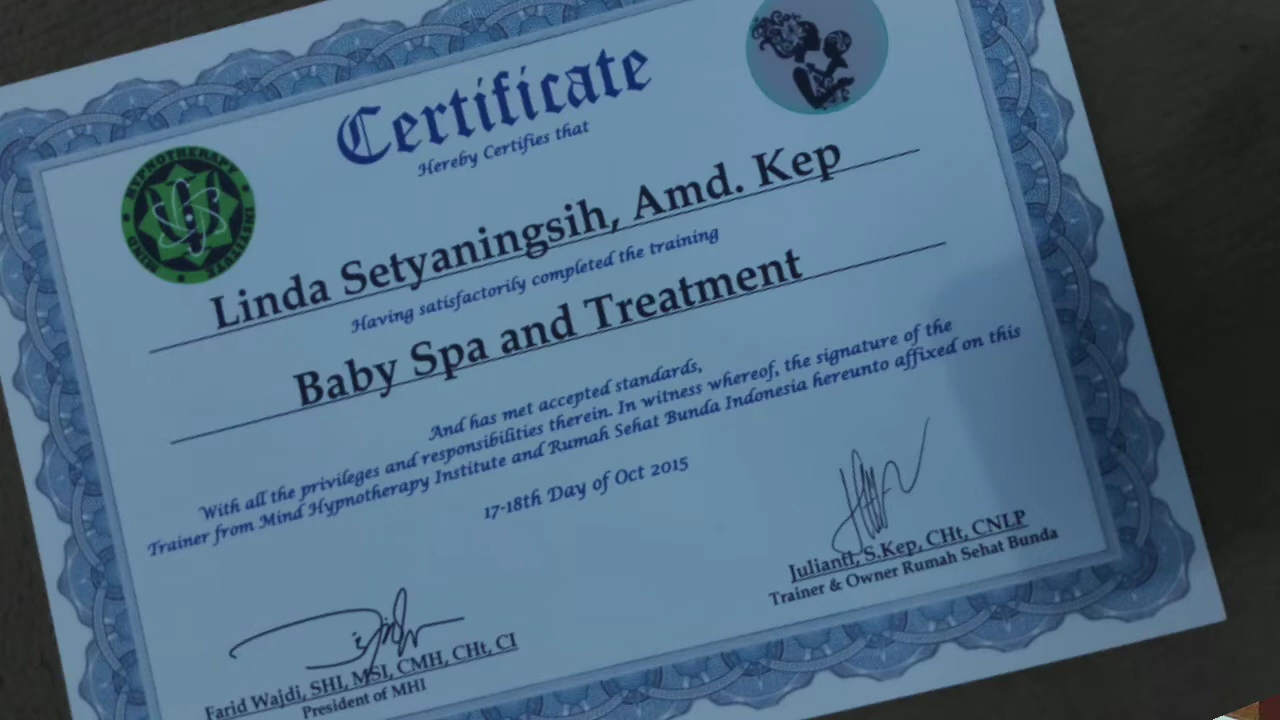 Certificate
Hereby Certifies that
HYPNOTHERAPY
MIND
INSTITUTE
Linda Setyaningsih, Amd. Kep
Having satisfactorily completed the training
Baby Spa and Treatment
And has met accepted standards,
With all the privileges and responsibilities therein. In witness whereof, the signature of the
Trainer from Mind Hypnotherapy Institute and Rumah Sehat Bunda Indonesia hereunto affixed on this
17-18th Day of Oct 2015
Farid Wajdi, SHI, MSI, CMH, CHt, CI
President of MHI
Julianti, S.Kep, CHt, CNLP
Trainer & Owner Rumah Sehat Bunda